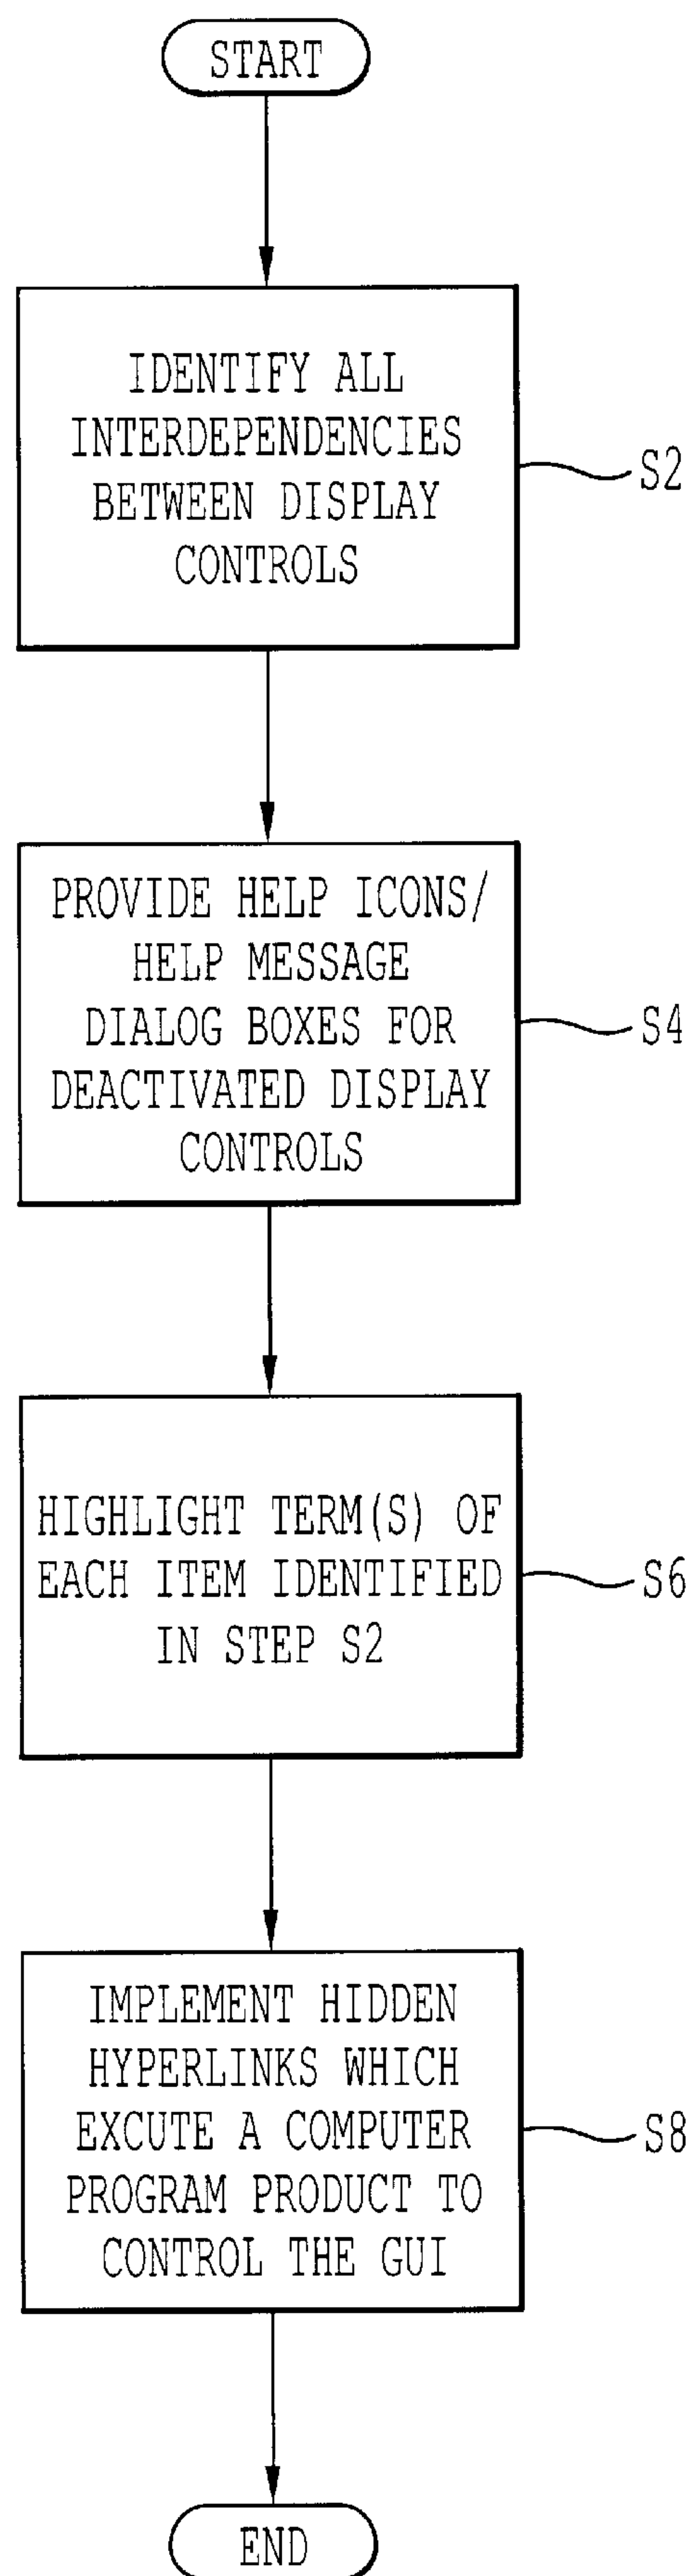 START
IDENTIFY ALL
INTERDEPENDENCIES
BETWEEN DISPLAY
CONTROLS
S2
PROVIDE HELP ICONS/
HELP MESSAGE
DIALOG BOXES FOR
DEACTIVATED DISPLAY
CONTROLS
S4
HIGHLIGHT TERM(S) OF
EACH ITEM IDENTIFIED
IN STEP S2
S6
IMPLEMENT HIDDEN
HYPERLINKS WHICH
EXCUTE A COMPUTER
PROGRAM PRODUCT TO
CONTROL THE GUI
S8
END